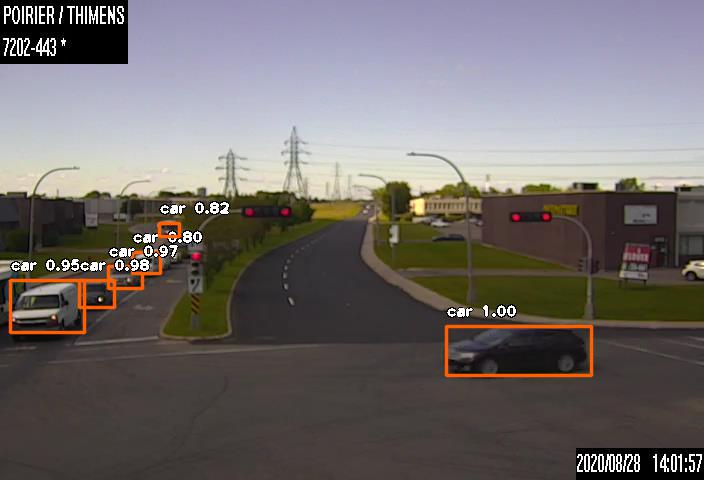 POIRIER / THIMENS
7202-443 *
car 0.82
car 0.80
car 0.97
car 0.95
car 0.98
car 1.00
2020/08/28 14:01:57